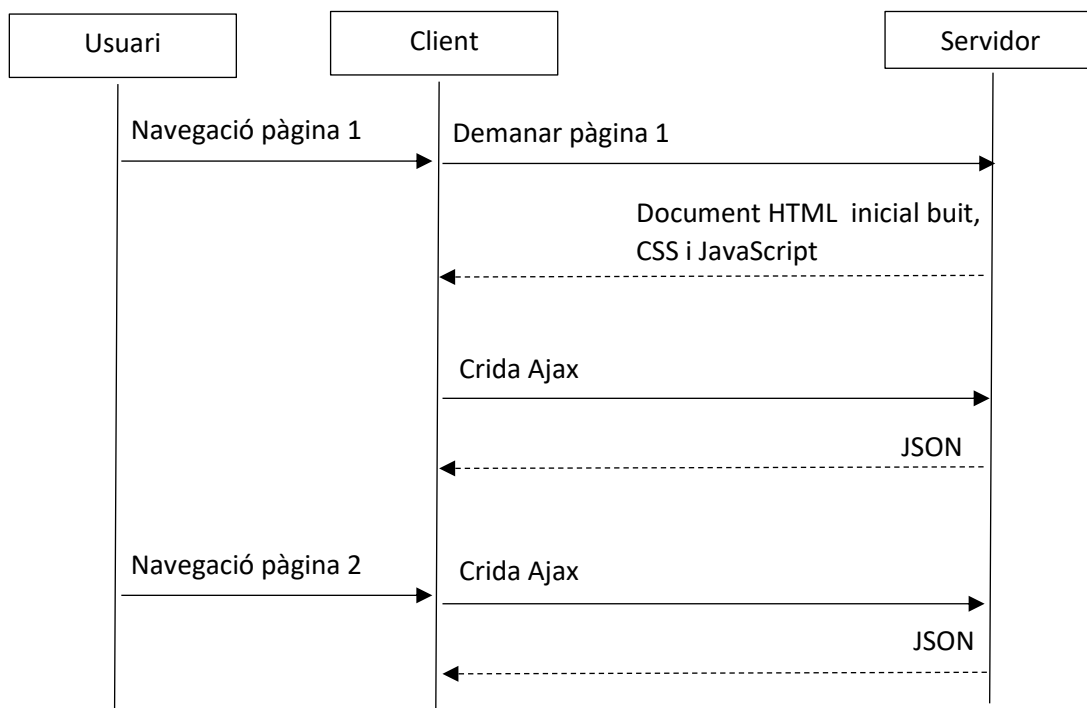 Usuari
Client
Servidor
Navegació pàgina 1
Demanar pàgina 1
Document HTML inicial buit,
CSS i JavaScript
Crida Ajax
JSON
Navegació pàgina 2
Crida Ajax
JSON